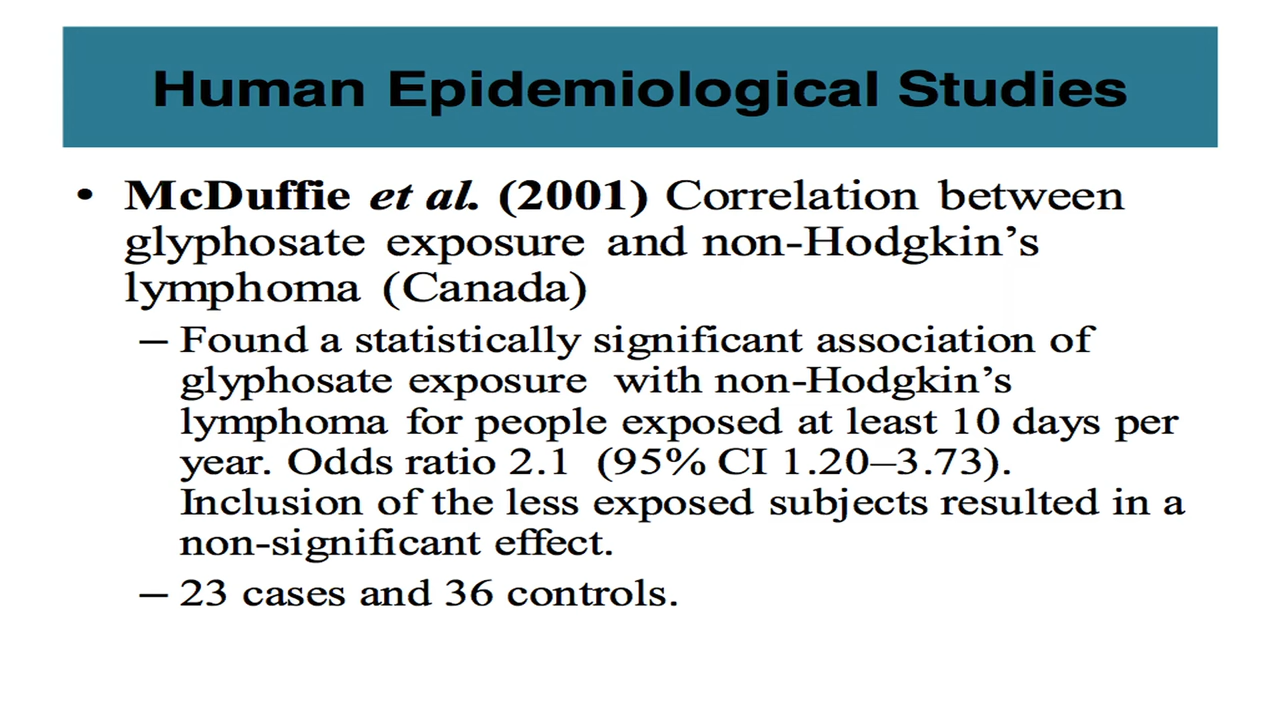 Human Epidemiological Studies
• McDuffie et al. (2001) Correlation between
glyphosate exposure and non-Hodgkin’s
lymphoma (Canada)
– Found a statistically significant association of
glyphosate exposure with non-Hodgkin’s
lymphoma for people exposed at least 10 days per
year. Odds ratio 2.1 (95% CI 1.20–3.73).
Inclusion of the less exposed subjects resulted in a
non-significant effect.
– 23 cases and 36 controls.